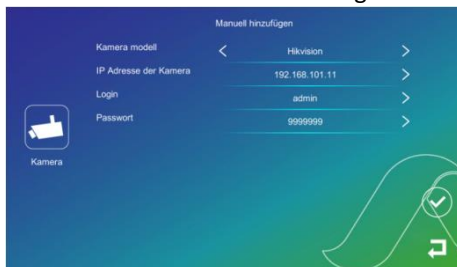 Manuell hinzufügen
Kamera modell < Hikvision >
IP Adresse der Kamera 192.168.101.11 >
Login admin >
Passwort 9999999 >
Kamera